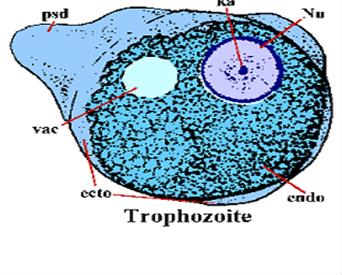 ka
psd
Nu
vac
ecto
endo
Trophozoite